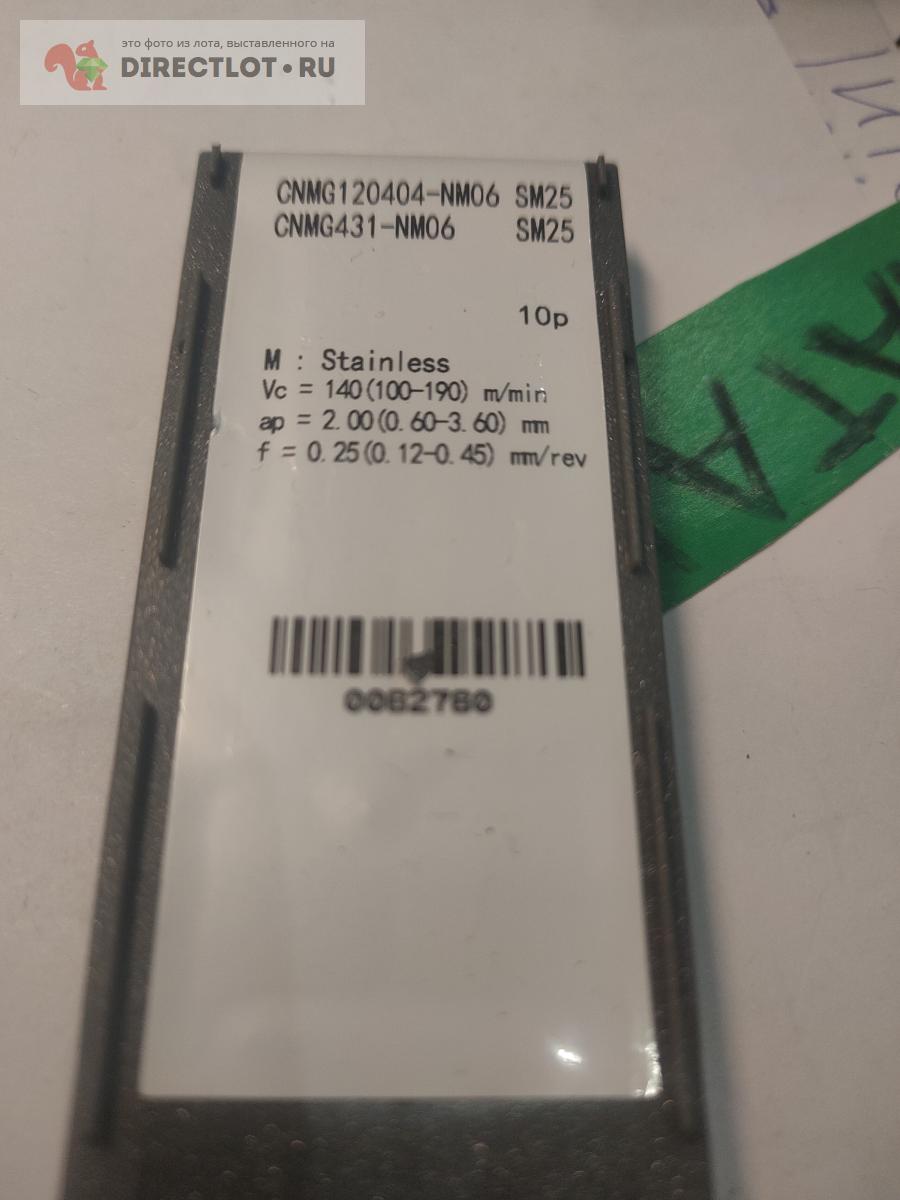 это фото из лота, выставленного на
DIRECTLOT.RU
CNMG120404-NM06 SM25
CNMG431-NM06 SM25
10p
M : Stainless
Vc = 140(100-190) m/min
ap = 2.00(0.60-3.60) mm
f = 0.25(0.12-0.45) mm/rev